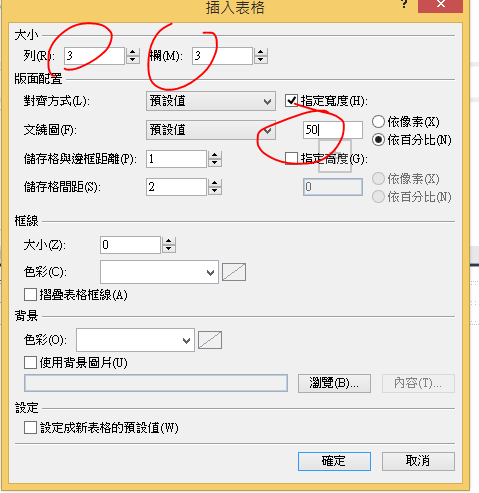 插入表格
? ×
大小
列(R): 3 欄(M): 3
版面配置
對齊方式(L): 預設值 指定寬度(H):
文繞圖(F): 預設值 50 依像素(X)
依百分比(N)
儲存格與邊框距離(P): 1 指定高度(G):
儲存格間距(S): 2 0 依像素(X)
依百分比(N)
框線
大小(Z): 0
色彩(C):
摺疊表格框線(A)
背景
色彩(O):
使用背景圖片(U)
瀏覽(B)... 內容(T)...
設定
設定成新表格的預設值(W)
確定 取消